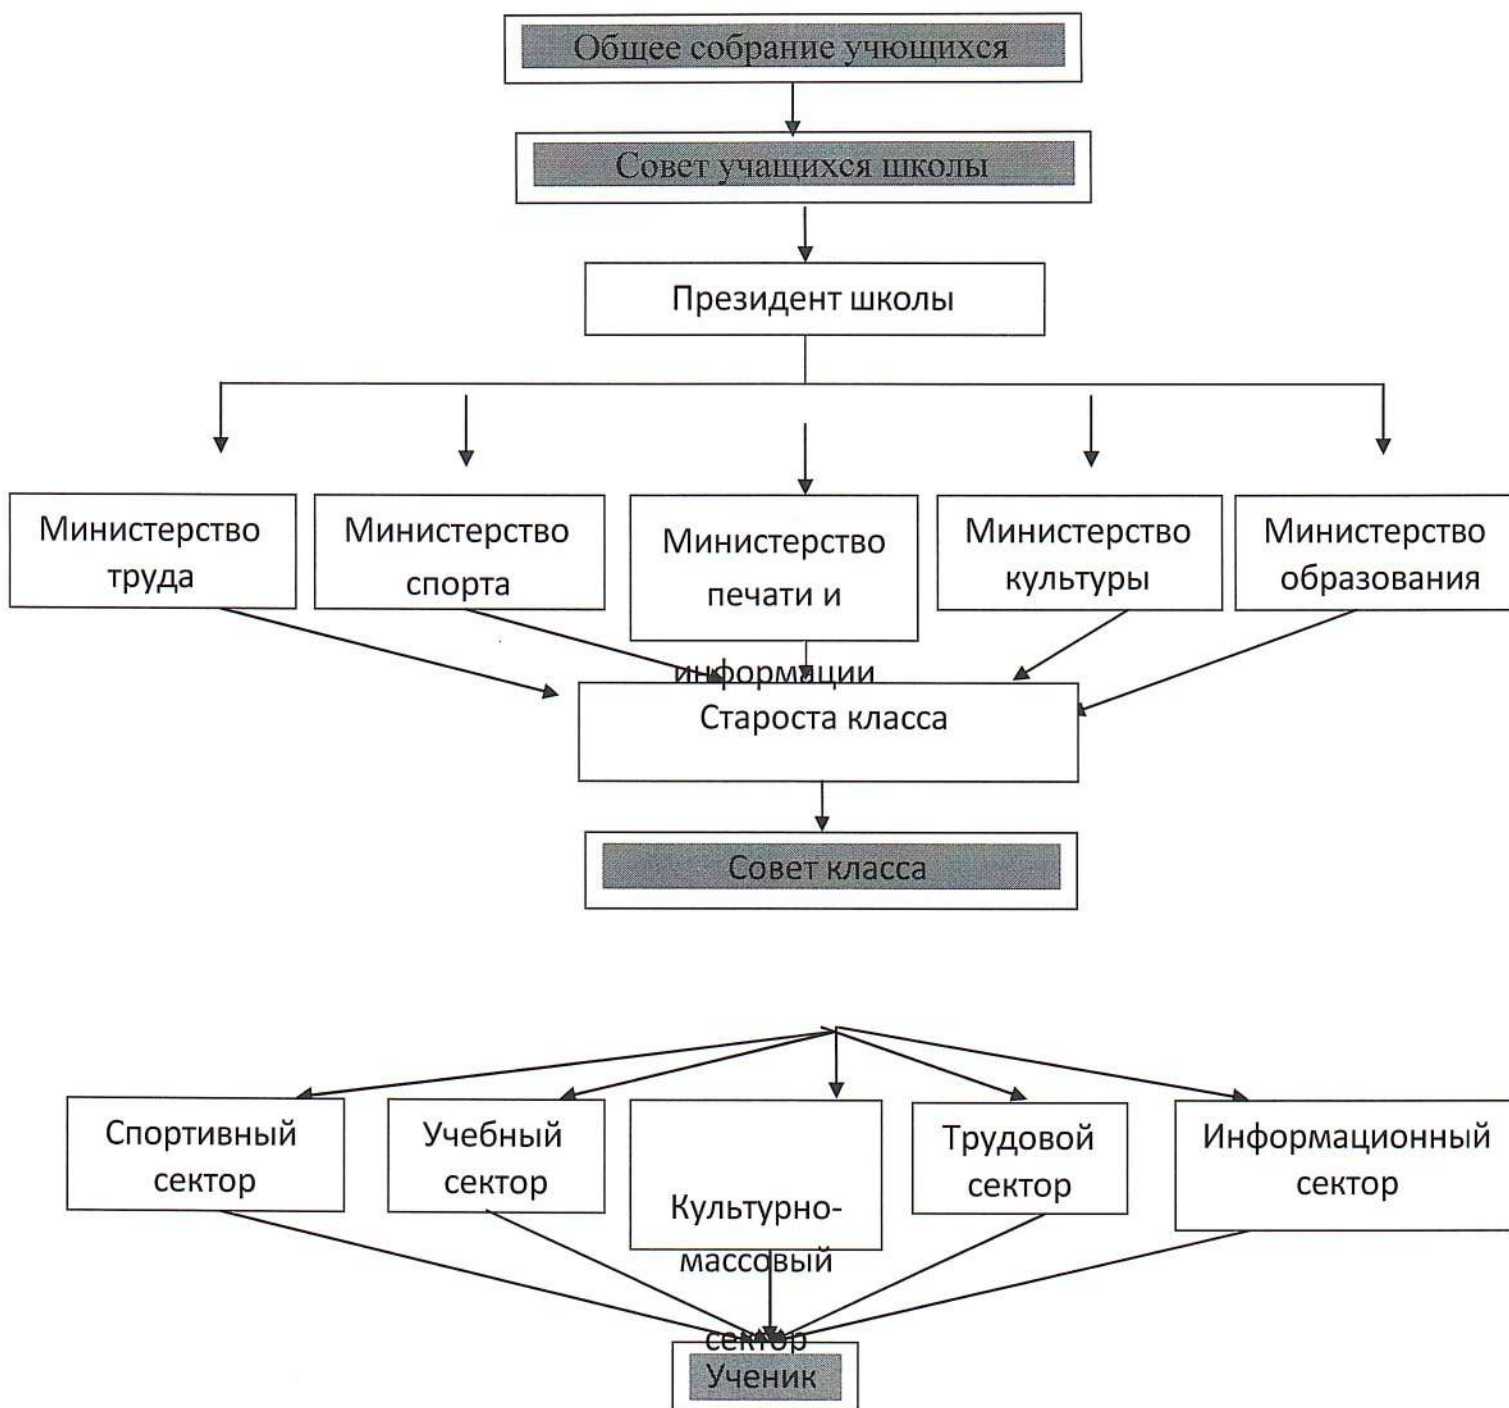 Общее собрание учющихся
Совет учащихся школы
Президент школы
Министерство
труда
Министерство
спорта
Министерство
печати и
информации
Министерство
культуры
Министерство
образования
Староста класса
Совет класса
Спортивный
сектор
Учебный
сектор
Культурно-
массовый
сектор
Трудовой
сектор
Информационный
сектор
Ученик